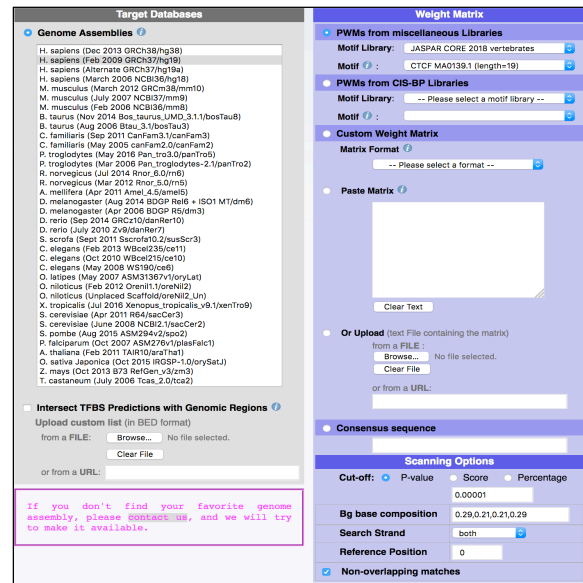 Target Databases
Genome Assemblies
H. sapiens (Dec 2013 GRCh38/hg38)
H. sapiens (Feb 2009 GRCh37/hg19)
H. sapiens (Alternate GRCh37/hg19a)
H. sapiens (March 2006 NCBI36/hg18)
M. musculus (March 2012 GRCm38/mm10)
M. musculus (July 2007 NCBI37/mm9)
M. musculus (Feb 2006 NCBI36/mm8)
B. taurus (Nov 2014 Bos_taurus_UMD_3.1.1/bosTau8)
B. taurus (Aug 2006 Btau_3.1/bosTau3)
C. familiaris (Sep 2011 CanFam3.1/canFam3)
C. familiaris (May 2005 canFam2.0/canFam2)
P. troglodytes (May 2016 Pan_tro3.0/panTro5)
P. troglodytes (Mar 2006 Pan_troglodytes-2.1/panTro2)
R. norvegicus (Jul 2014 Rnor_6.0/rn6)
R. norvegicus (Mar 2012 Rnor_5.0/rn5)
A. mellifera (Apr 2011 Amel_4.5/amel5)
D. melanogaster (Aug 2014 BDGP Rel6 + ISO1 MT/dm6)
D. melanogaster (Apr 2006 BDGP R5/dm3)
D. rerio (Sep 2014 GRCz10/danRer10)
D. rerio (July 2010 Zv9/danRer7)
S. scrofa (Sept 2011 Sscrofa10.2/susScr3)
C. elegans (Feb 2013 WBcel235/ce11)
C. elegans (Oct 2010 WBcel215/ce10)
C. elegans (May 2008 WS190/ce6)
O. latipes (May 2007 ASM31367v1/oryLat)
O. niloticus (Feb 2012 Orenil1.1/oreNil2)
O. niloticus (Unplaced Scaffold/oreNil2_Un)
X. tropicalis (Jul 2016 Xenopus_tropicalis_v9.1/xenTro9)
S. cerevisiae (Apr 2011 R64/sacCer3)
S. cerevisiae (June 2008 NCBI2.1/sacCer2)
S. pombe (Aug 2015 ASM294v2/spo2)
P. falciparum (Oct 2007 ASM276v1/plasFalc1)
A. thaliana (Feb 2011 TAIR10/araTha1)
O. sativa Japonica (Oct 2015 IRGSP-1.0/orySatJ)
Z. mays (Oct 2013 B73 RefGen_v3/zm3)
T. castaneum (July 2006 Tcas_2.0/tca2)
Intersect TFBS Predictions with Genomic Regions
Upload custom list (in BED format)
from a FILE: Browse... No file selected.
Clear File
or from a URL:
If you don't find your favorite genome
assembly, please contact us, and we will try
to make it available.
Weight Matrix
PWMs from miscellaneous Libraries
Motif Library: JASPAR CORE 2018 vertebrates
Motif : CTCF MA0139.1 (length=19)
PWMs from CIS-BP Libraries
Motif Library: -- Please select a motif library --
Motif :
Custom Weight Matrix
Matrix Format
-- Please select a format --
Paste Matrix
Clear Text
Or Upload (text File containing the matrix)
from a FILE :
Browse... No file selected.
Clear File
or from a URL:
Consensus sequence
Scanning Options
Cut-off: P-value Score Percentage
0.00001
Bg base composition 0.29,0.21,0.21,0.29
Search Strand both
Reference Position 0
Non-overlapping matches